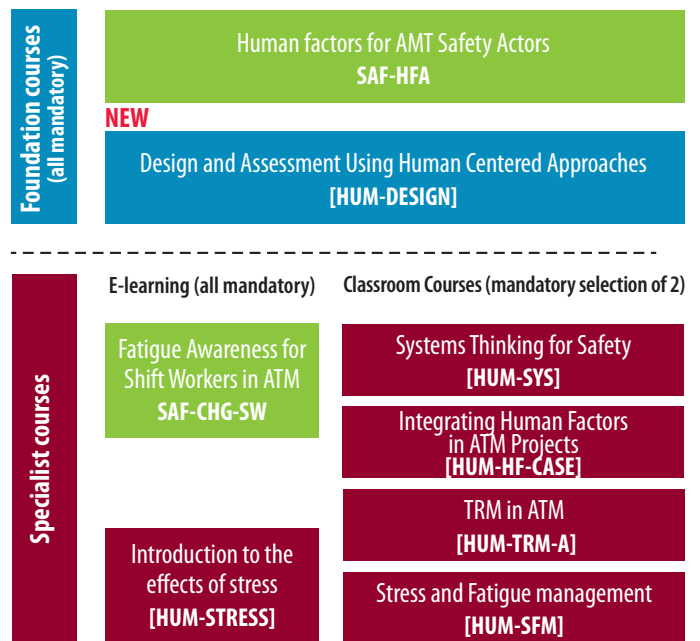 Foundation courses
(all mandatory)
Human factors for AMT Safety Actors
SAF-HFA
NEW
Design and Assessment Using Human Centered Approaches
[HUM-DESIGN]
Specialist courses
E-learning (all mandatory)
Fatigue Awareness for
Shift Workers in ATM
SAF-CHG-SW
Introduction to the
effects of stress
[HUM-STRESS]
Classroom Courses (mandatory selection of 2)
Systems Thinking for Safety
[HUM-SYS]
Integrating Human Factors
in ATM Projects
[HUM-HF-CASE]
TRM in ATM
[HUM-TRM-A]
Stress and Fatigue management
[HUM-SFM]